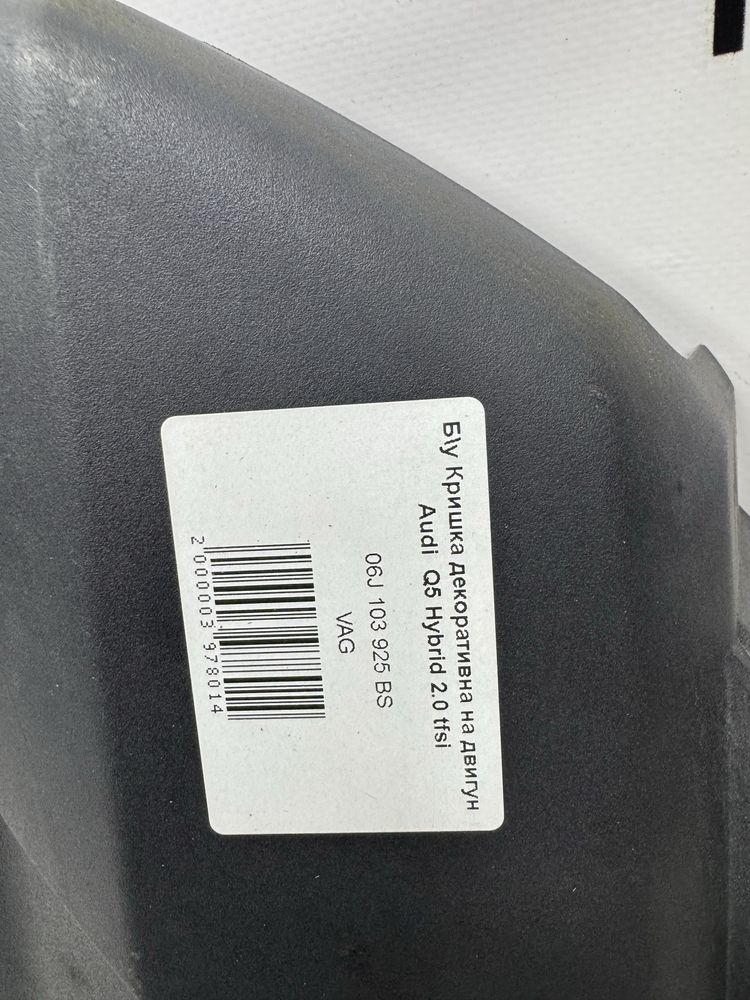 Б\у Кришка декоративна на двигун
Audi Q5 Hybrid 2.0 tfsi
06J 103 925 BS
VAG
2 000003 978014